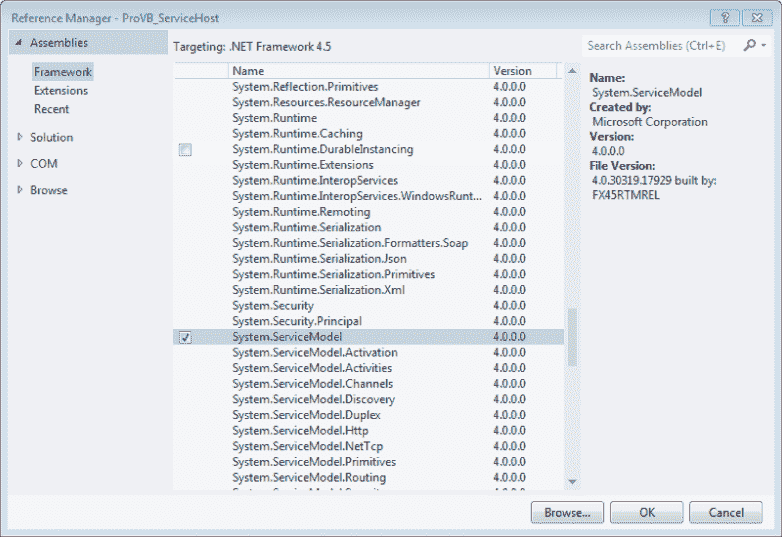 Reference Manager - ProVB_ServiceHost
Assemblies
Framework
Extensions
Recent
Solution
COM
Browse
Targeting: .NET Framework 4.5
Name Version
System.Reflection.Primitives 4.0.0.0
System.Resources.ResourceManager 4.0.0.0
System.Runtime 4.0.0.0
System.Runtime.Caching 4.0.0.0
System.Runtime.DurableInstancing 4.0.0.0
System.Runtime.Extensions 4.0.0.0
System.Runtime.InteropServices 4.0.0.0
System.Runtime.InteropServices.WindowsRunt... 4.0.0.0
System.Runtime.Remoting 4.0.0.0
System.Runtime.Serialization 4.0.0.0
System.Runtime.Serialization.Formatters.Soap 4.0.0.0
System.Runtime.Serialization.Json 4.0.0.0
System.Runtime.Serialization.Primitives 4.0.0.0
System.Runtime.Serialization.Xml 4.0.0.0
System.Security 4.0.0.0
System.Security.Principal 4.0.0.0
System.ServiceModel 4.0.0.0
System.ServiceModel.Activation 4.0.0.0
System.ServiceModel.Activities 4.0.0.0
System.ServiceModel.Channels 4.0.0.0
System.ServiceModel.Discovery 4.0.0.0
System.ServiceModel.Duplex 4.0.0.0
System.ServiceModel.Http 4.0.0.0
System.ServiceModel.NetTcp 4.0.0.0
System.ServiceModel.Primitives 4.0.0.0
System.ServiceModel.Routing 4.0.0.0
Search Assemblies (Ctrl+E)
Name:
System.ServiceModel
Created by:
Microsoft Corporation
Version:
4.0.0.0
File Version:
4.0.30319.17929 built by:
FX45RTMREL
Browse... OK Cancel